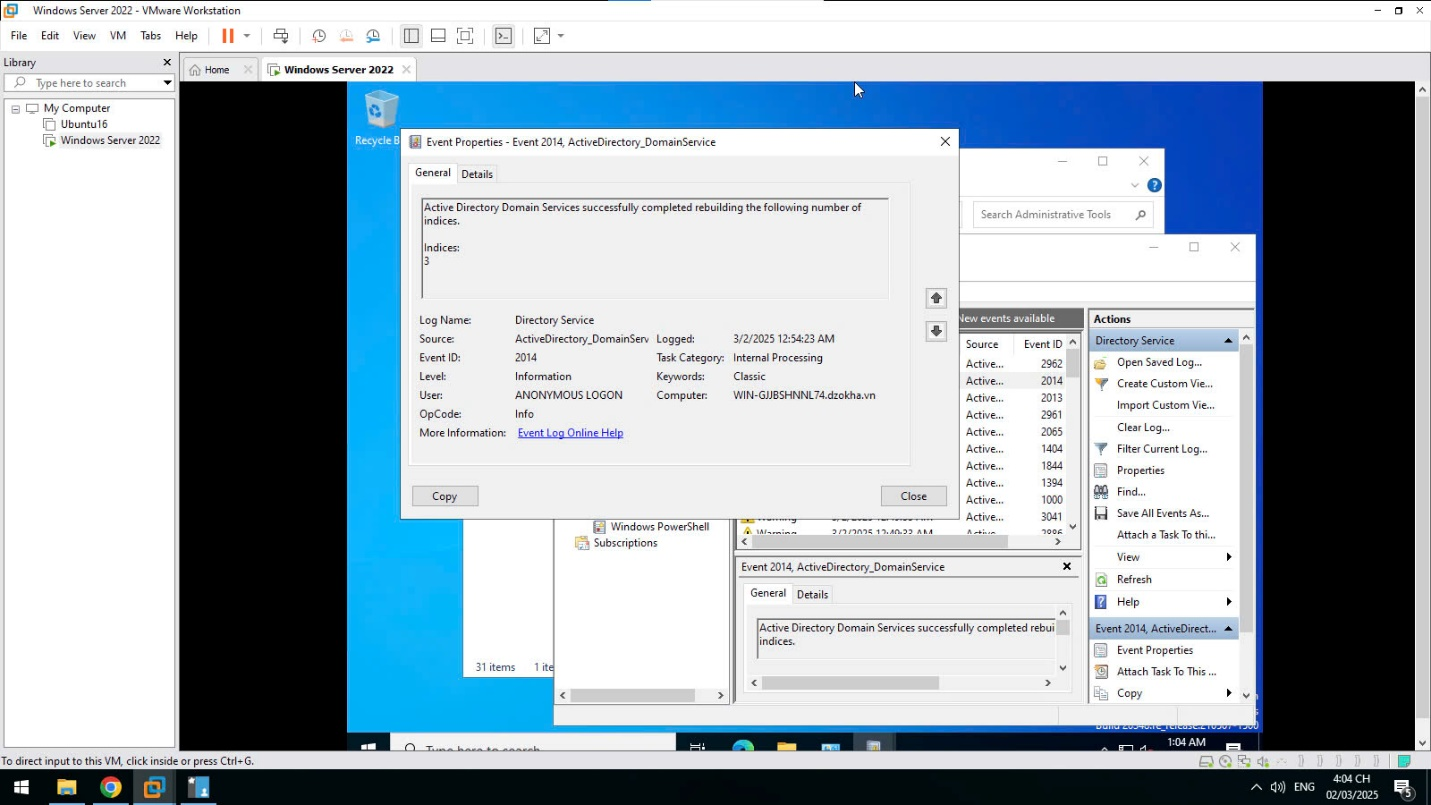 Windows Server 2022 - VMware Workstation
File Edit View VM Tabs Help
Library
Home
Windows Server 2022
Type here to search
My Computer
Ubuntu16
Windows Server 2022
Recycle B
Event Properties - Event 2014, ActiveDirectory_DomainService
General Details
Active Directory Domain Services successfully completed rebuilding the following number of
indices.
Indices:
3
Log Name: Directory Service
Source: ActiveDirectory_DomainServ Logged: 3/2/2025 12:54:23 AM
Event ID: 2014 Task Category: Internal Processing
Level: Information Keywords: Classic
User: ANONYMOUS LOGON Computer: WIN-GJJBSHNNL74.dzokha.vn
OpCode: Info
More Information: Event Log Online Help
Copy Close
Search Administrative Tools
New events available
Source Event ID
Active... 2962
Active... 2014
Active... 2013
Active... 2961
Active... 2065
Active... 1404
Active... 1844
Active... 1394
Active... 1000
Active... 3041
Windows PowerShell
Subscriptions
31 items 1 ite
Event 2014, ActiveDirectory_DomainService
General Details
Active Directory Domain Services successfully completed rebui
indices.
Actions
Directory Service
Open Saved Log...
Create Custom View...
Import Custom View...
Clear Log...
Filter Current Log...
Properties
Find...
Save All Events As...
Attach a Task To thi...
View
Refresh
Help
Event 2014, ActiveDirect...
Event Properties
Attach Task To This ...
Copy
Type here to search
1:04 AM
To direct input to this VM, click inside or press Ctrl+G.
ENG
4:04 CH
02/03/2025
5